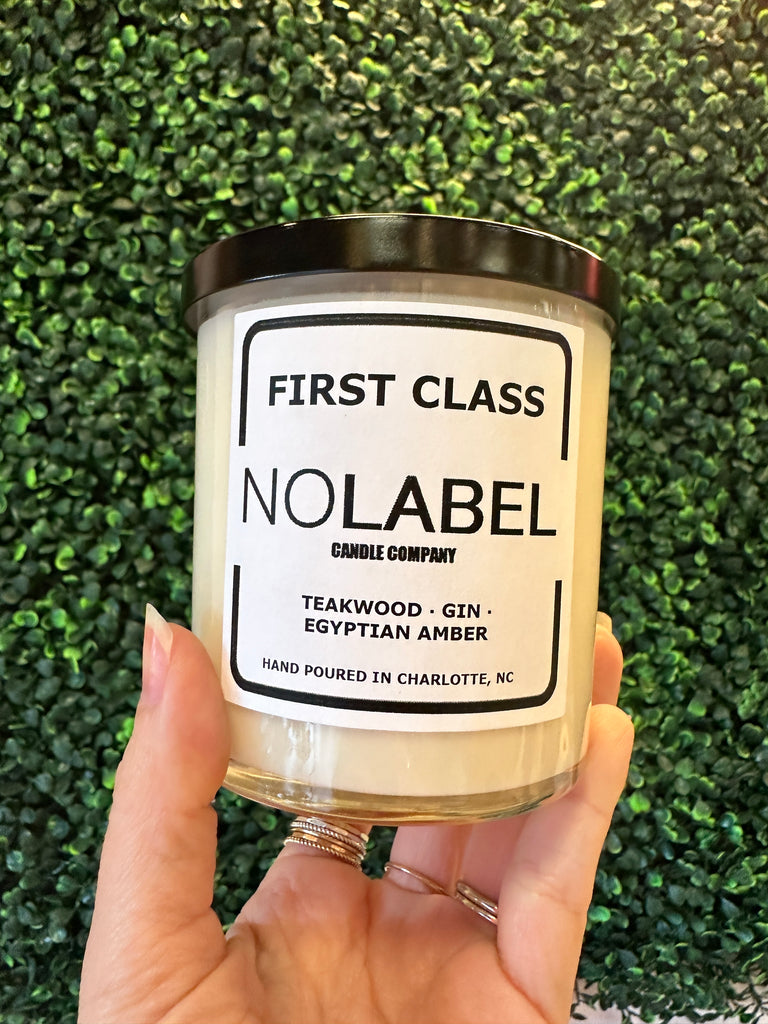 FIRST CLASS
NOLABEL
CANDLE COMPANY
TEAKWOOD · GIN ·
EGYPTIAN AMBER
HAND POURED IN CHARLOTTE, NC